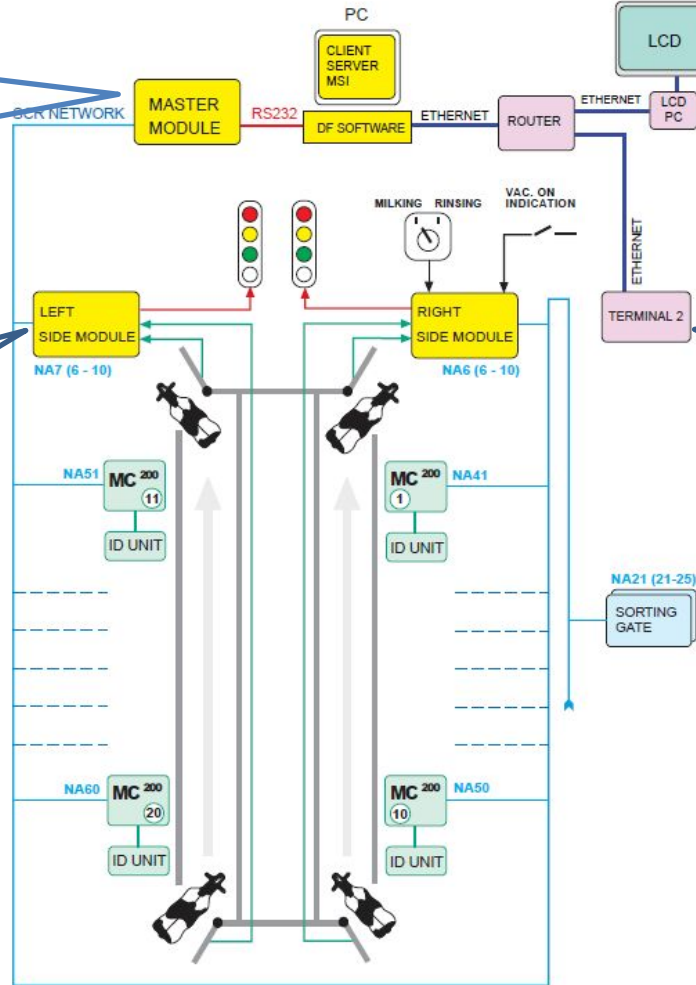 PC
CLIENT
SERVER
MSI
LCD
SCR NETWORK
MASTER
MODULE
RS232
DF SOFTWARE
ETHERNET
ROUTER
ETHERNET
LCD
PC
MILKING RINSING
VAC. ON
INDICATION
ETHERNET
LEFT
SIDE MODULE
RIGHT
SIDE MODULE
TERMINAL 2
NA7 (6 - 10)
NA6 (6 - 10)
NA51
MC 200
11
ID UNIT
MC 200
1
NA41
ID UNIT
NA21 (21-25)
SORTING
GATE
NA60
MC 200
20
ID UNIT
MC 200
10
NA50
ID UNIT